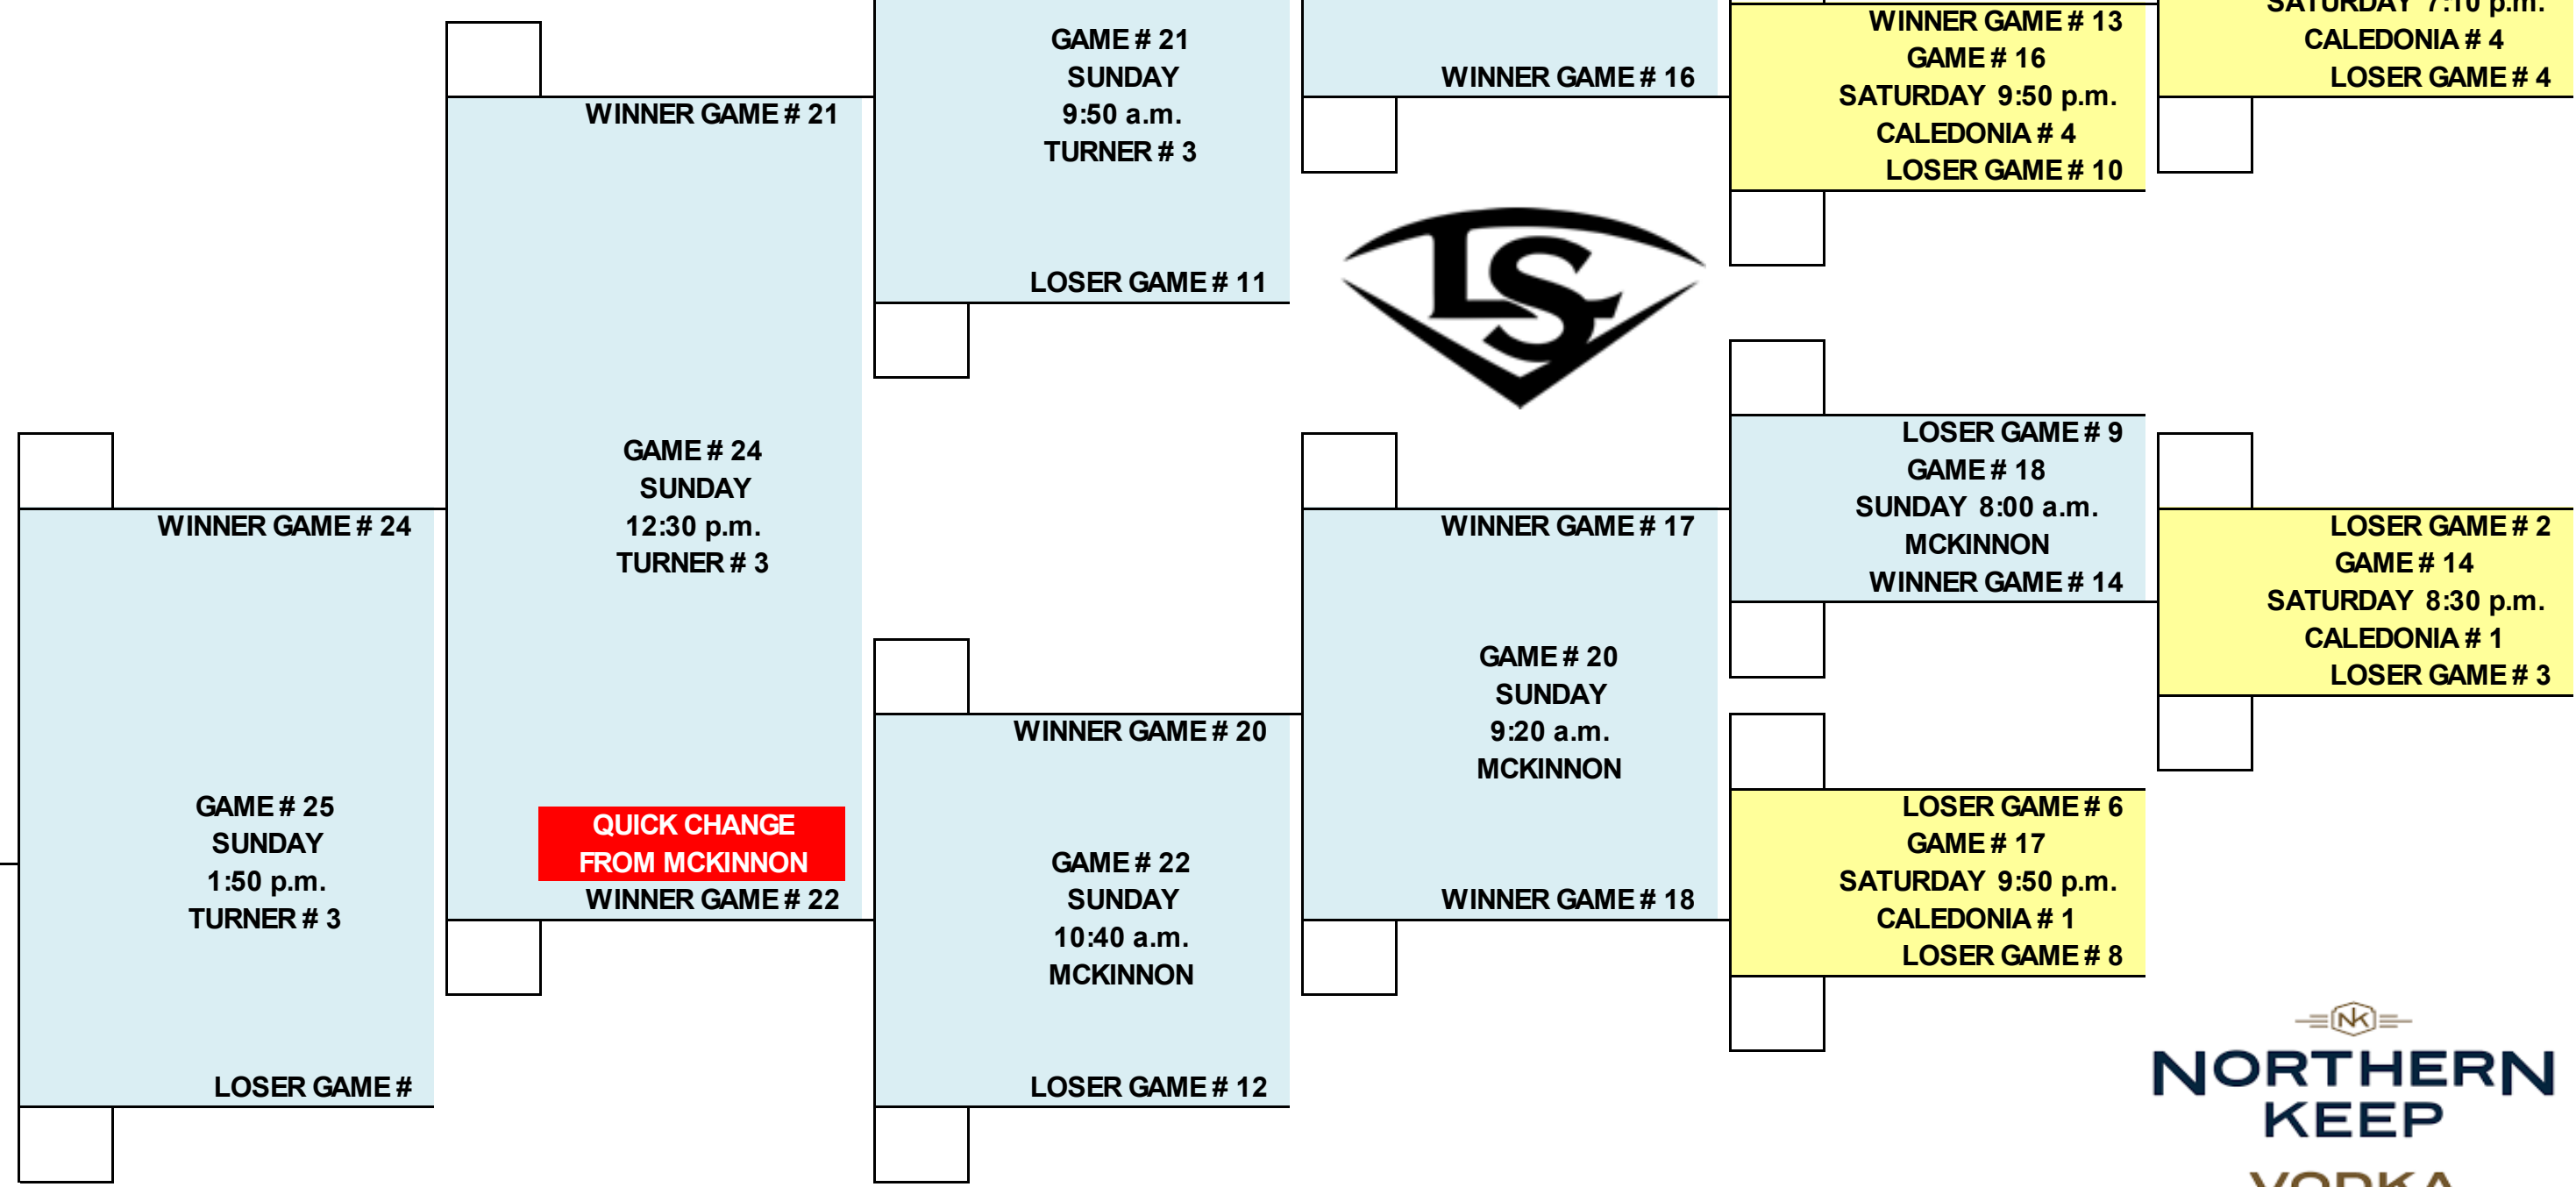 GAME # 21
SUNDAY
9:50 a.m.
TURNER # 3
LOSER GAME # 11
WINNER GAME # 16
WINNER GAME # 13
GAME # 16
SATURDAY 9:50 p.m.
CALEDONIA # 4
LOSER GAME # 10
SATURDAY 7:10 p.m.
CALEDONIA # 4
LOSER GAME # 4
WINNER GAME # 21
GAME # 24
SUNDAY
12:30 p.m.
TURNER # 3
QUICK CHANGE
FROM MCKINNON
WINNER GAME # 22
LS
LOSER GAME # 9
GAME # 18
SUNDAY 8:00 a.m.
MCKINNON
WINNER GAME # 14
LOSER GAME # 2
GAME # 14
SATURDAY 8:30 p.m.
CALEDONIA # 1
LOSER GAME # 3
WINNER GAME # 24
GAME # 25
SUNDAY
1:50 p.m.
TURNER # 3
LOSER GAME #
WINNER GAME # 17
GAME # 20
SUNDAY
9:20 a.m.
MCKINNON
WINNER GAME # 18
WINNER GAME # 20
GAME # 22
SUNDAY
10:40 a.m.
MCKINNON
LOSER GAME # 12
LOSER GAME # 6
GAME # 17
SATURDAY 9:50 p.m.
CALEDONIA # 1
LOSER GAME # 8
NK
NORTHERN
KEEP
VODKA